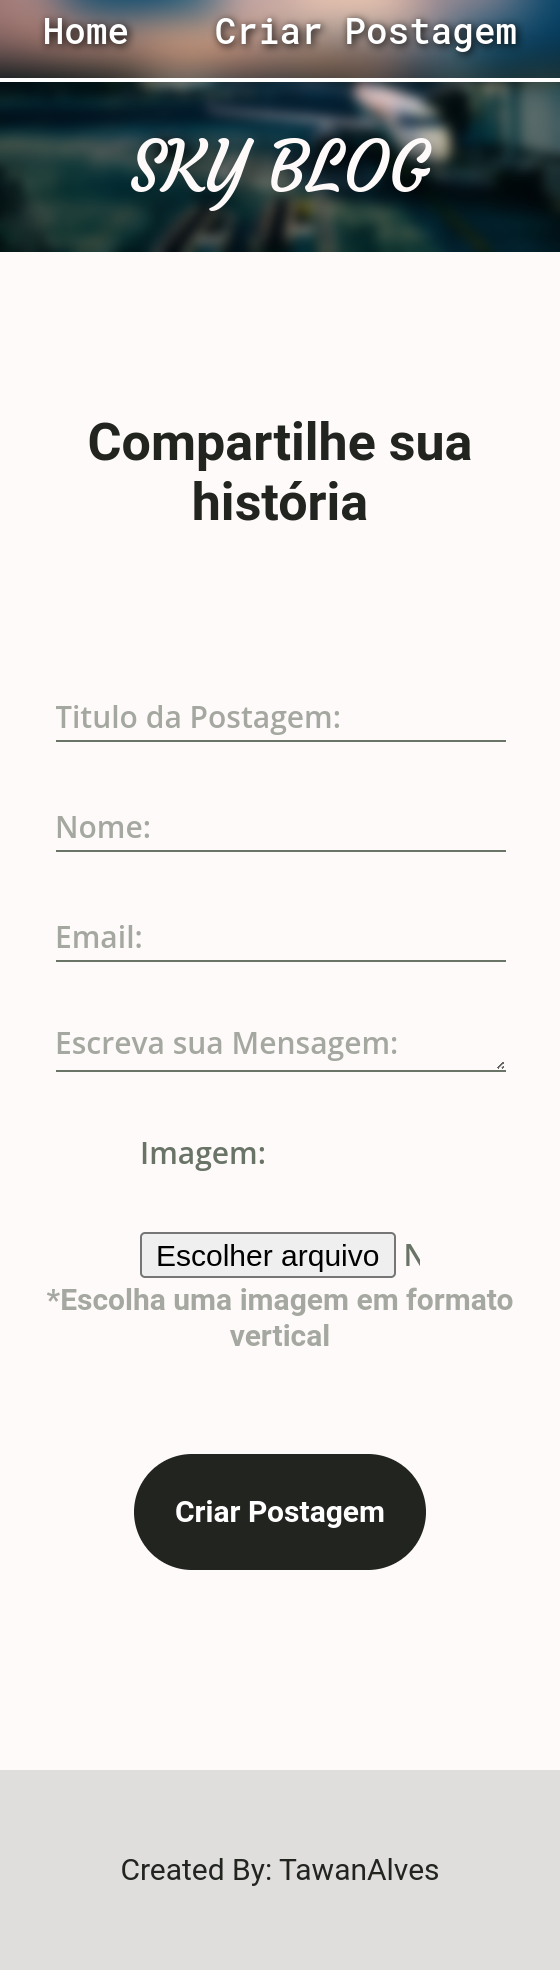 Home Criar Postagem
SKY BLOG
Compartilhe sua
história
Titulo da Postagem:
Nome:
Email:
Escreva sua Mensagem:
Imagem:
Escolher arquivo
*Escolha uma imagem em formato
vertical
Criar Postagem
Created By: TawanAlves